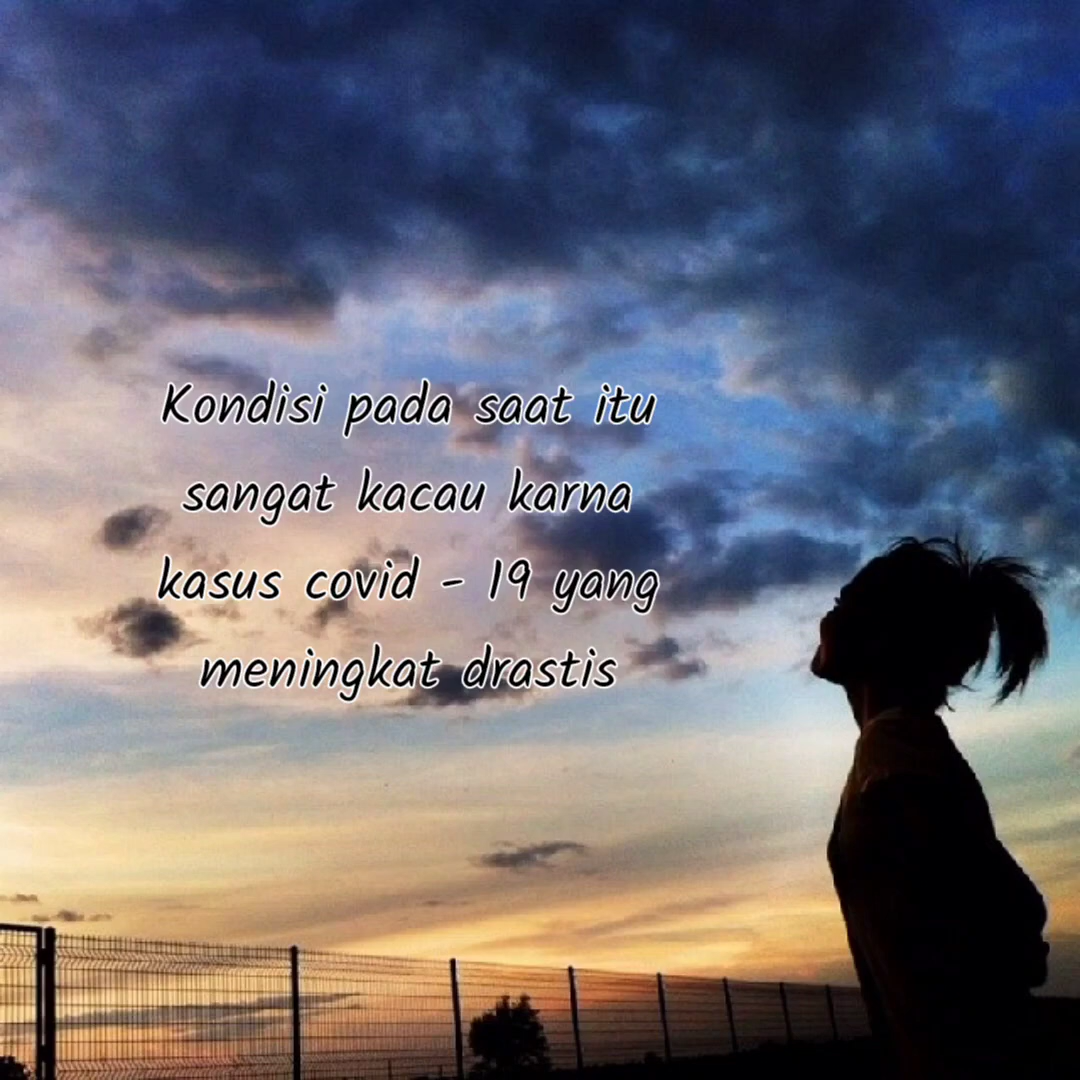 Kondisi pada saat itu
sangat kacau karna
kasus covid - 19 yang
meningkat drastis